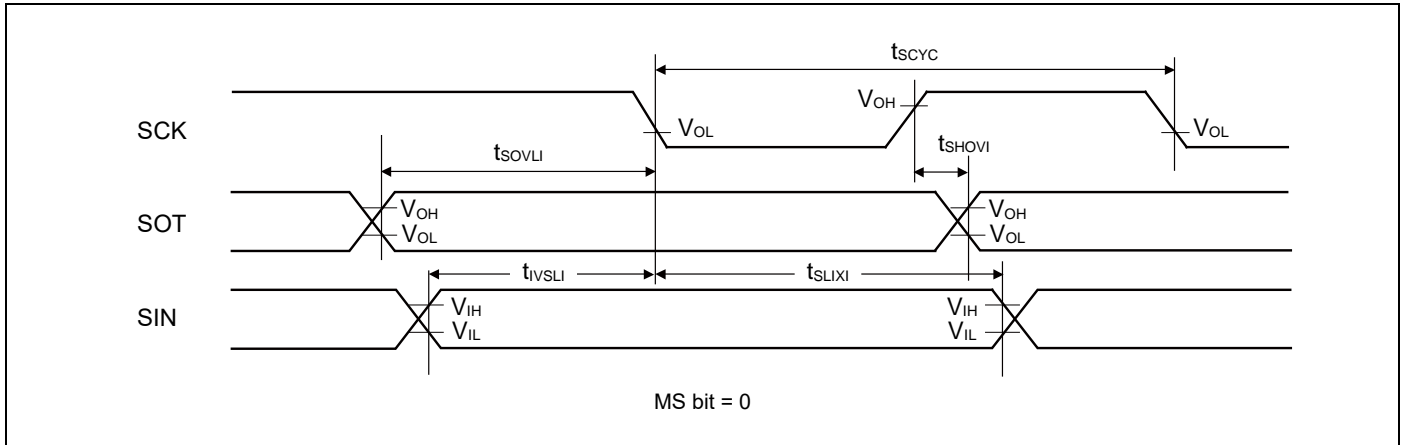 tSCYC
SCK
VOH
VOL
VOL
tSOVLI
tSHOVI
SOT
VOH
VOL
VOH
VOL
tIVSLI
tSLIXI
SIN
VIH
VIL
VIH
VIL
MS bit = 0